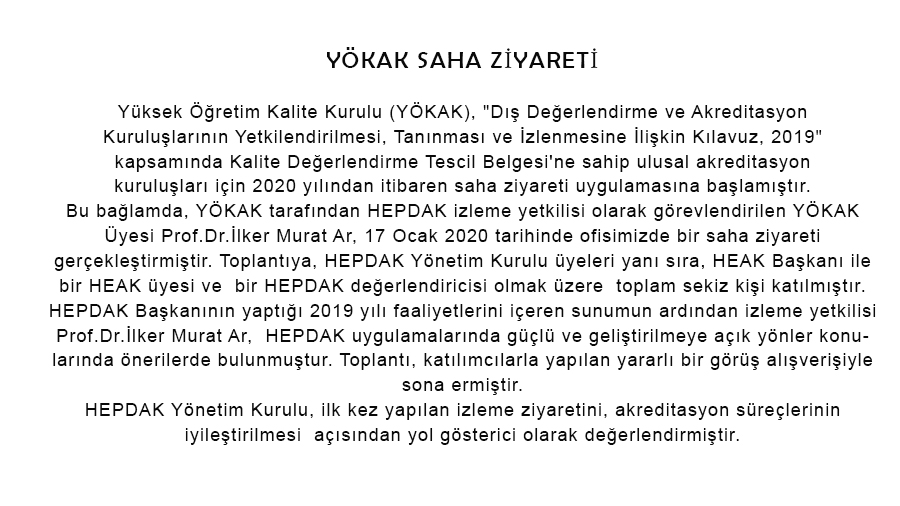 YÖKAK SAHA ZİYARETİ
Yüksek Öğretim Kalite Kurulu (YÖKAK), "Dış Değerlendirme ve Akreditasyon
Kuruluşlarının Yetkilendirilmesi, Tanınması ve İzlenmesine İlişkin Kılavuz, 2019"
kapsamında Kalite Değerlendirme Tescil Belgesi'ne sahip ulusal akreditasyon
kuruluşları için 2020 yılından itibaren saha ziyareti uygulamasına başlamıştır.
Bu bağlamda, YÖKAK tarafından HEPDAK izleme yetkilisi olarak görevlendirilen YÖKAK
Üyesi Prof.Dr.İlker Murat Ar, 17 Ocak 2020 tarihinde ofisimizde bir saha ziyareti
gerçekleştirmiştir. Toplantıya, HEPDAK Yönetim Kurulu üyeleri yanı sıra, HEAK Başkanı ile
bir HEAK üyesi ve  bir HEPDAK değerlendiricisi olmak üzere  toplam sekiz kişi katılmıştır.
HEPDAK Başkanının yaptığı 2019 yılı faaliyetlerini içeren sunumun ardından izleme yetkilisi
Prof.Dr.İlker Murat Ar,  HEPDAK uygulamalarında güçlü ve geliştirilmeye açık yönler konu-
larında önerilerde bulunmuştur. Toplantı, katılımcılarla yapılan yararlı bir görüş alışverişiyle
sona ermiştir.
HEPDAK Yönetim Kurulu, ilk kez yapılan izleme ziyaretini, akreditasyon süreçlerinin
iyileştirilmesi  açısından yol gösterici olarak değerlendirmiştir.